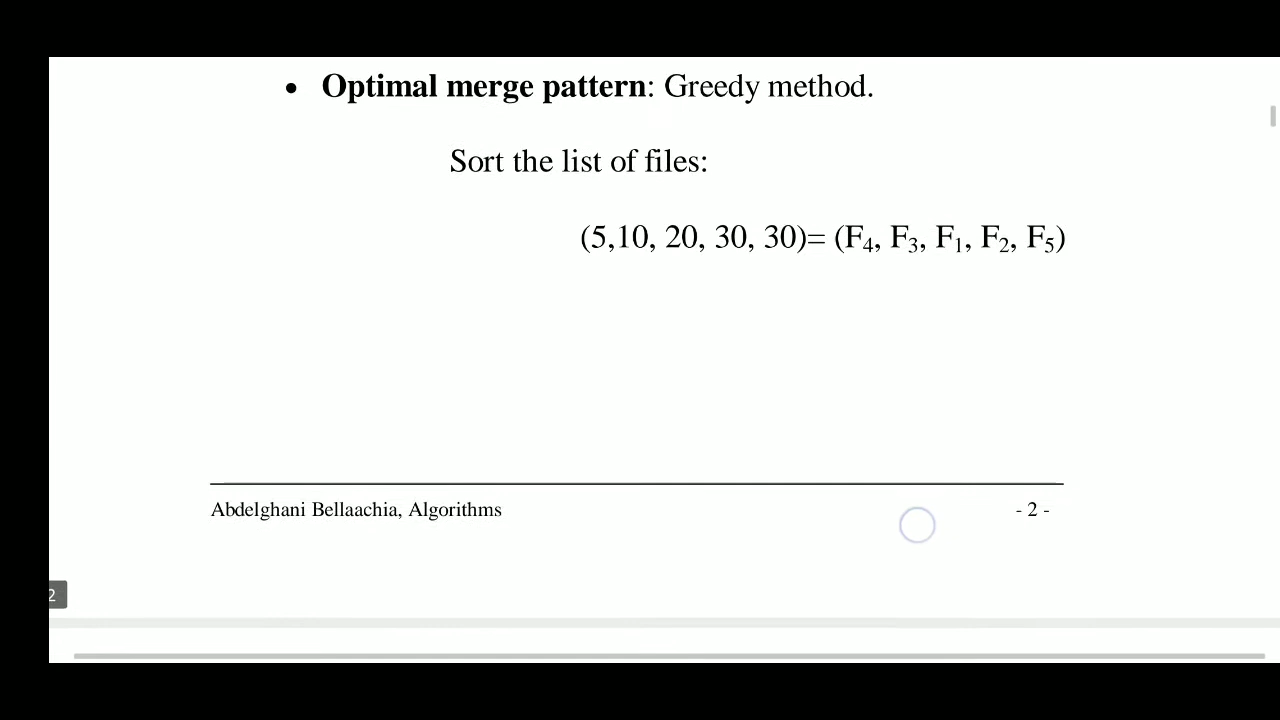 • Optimal merge pattern: Greedy method.
Sort the list of files:
(5,10, 20, 30, 30)= (F₄, F₃, F₁, F₂, F₅)
Abdelghani Bellaachia, Algorithms - 2 -
2